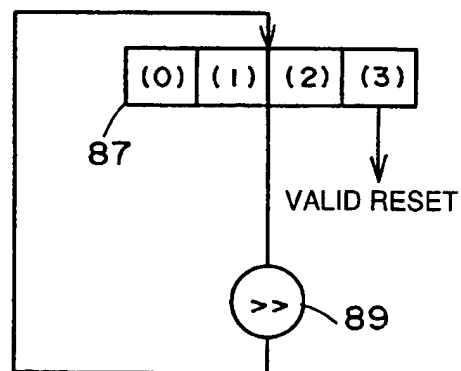 (0) (1) (2) (3)
87
VALID RESET
>>
89